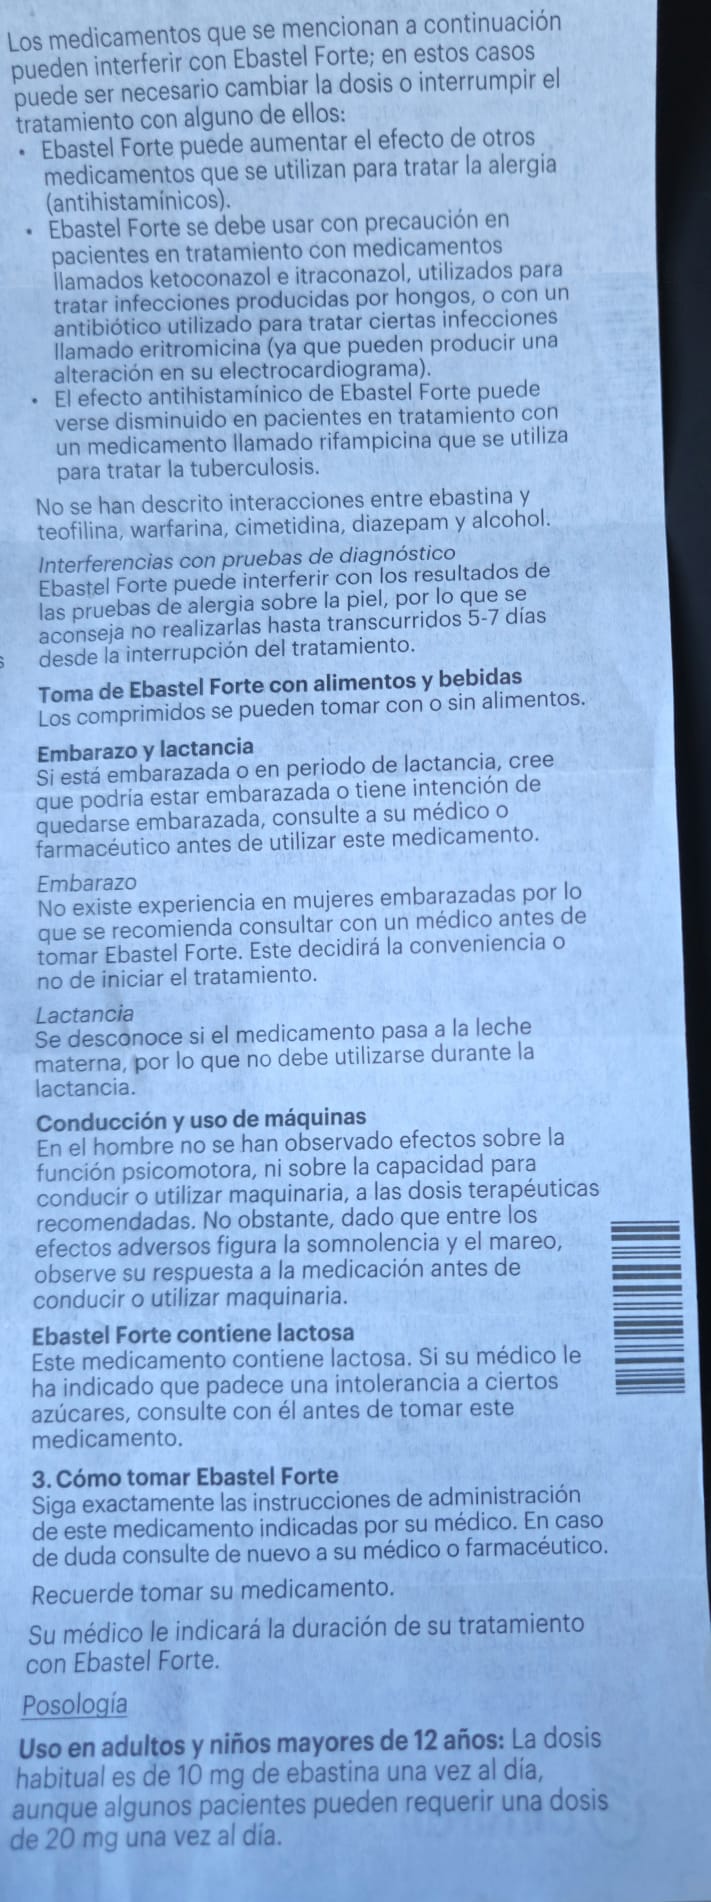 Los medicamentos que se mencionan a continuación
pueden interferir con Ebastel Forte; en estos casos
puede ser necesario cambiar la dosis o interrumpir el
tratamiento con alguno de ellos:
• Ebastel Forte puede aumentar el efecto de otros
medicamentos que se utilizan para tratar la alergia
(antihistamínicos).
• Ebastel Forte se debe usar con precaución en
pacientes en tratamiento con medicamentos
llamados ketoconazol e itraconazol, utilizados para
tratar infecciones producidas por hongos, o con un
antibiótico utilizado para tratar ciertas infecciones
llamado eritromicina (ya que pueden producir una
alteración en su electrocardiograma).
• El efecto antihistamínico de Ebastel Forte puede
verse disminuido en pacientes en tratamiento con
un medicamento llamado rifampicina que se utiliza
para tratar la tuberculosis.
No se han descrito interacciones entre ebastina y
teofilina, warfarina, cimetidina, diazepam y alcohol.
Interferencias con pruebas de diagnóstico
Ebastel Forte puede interferir con los resultados de
las pruebas de alergia sobre la piel, por lo que se
aconseja no realizarlas hasta transcurridos 5-7 días
desde la interrupción del tratamiento.
Toma de Ebastel Forte con alimentos y bebidas
Los comprimidos se pueden tomar con o sin alimentos.
Embarazo y lactancia
Si está embarazada o en periodo de lactancia, cree
que podría estar embarazada o tiene intención de
quedarse embarazada, consulte a su médico o
farmacéutico antes de utilizar este medicamento.
Embarazo
No existe experiencia en mujeres embarazadas por lo
que se recomienda consultar con un médico antes de
tomar Ebastel Forte. Este decidirá la conveniencia o
no de iniciar el tratamiento.
Lactancia
Se desconoce si el medicamento pasa a la leche
materna, por lo que no debe utilizarse durante la
lactancia.
Conducción y uso de máquinas
En el hombre no se han observado efectos sobre la
función psicomotora, ni sobre la capacidad para
conducir o utilizar maquinaria, a las dosis terapéuticas
recomendadas. No obstante, dado que entre los
efectos adversos figura la somnolencia y el mareo,
observe su respuesta a la medicación antes de
conducir o utilizar maquinaria.
Ebastel Forte contiene lactosa
Este medicamento contiene lactosa. Si su médico le
ha indicado que padece una intolerancia a ciertos
azúcares, consulte con él antes de tomar este
medicamento.
3. Cómo tomar Ebastel Forte
Siga exactamente las instrucciones de administración
de este medicamento indicadas por su médico. En caso
de duda consulte de nuevo a su médico o farmacéutico.
Recuerde tomar su medicamento.
Su médico le indicará la duración de su tratamiento
con Ebastel Forte.
Posología
Uso en adultos y niños mayores de 12 años: La dosis
habitual es de 10 mg de ebastina una vez al día,
aunque algunos pacientes pueden requerir una dosis
de 20 mg una vez al día.